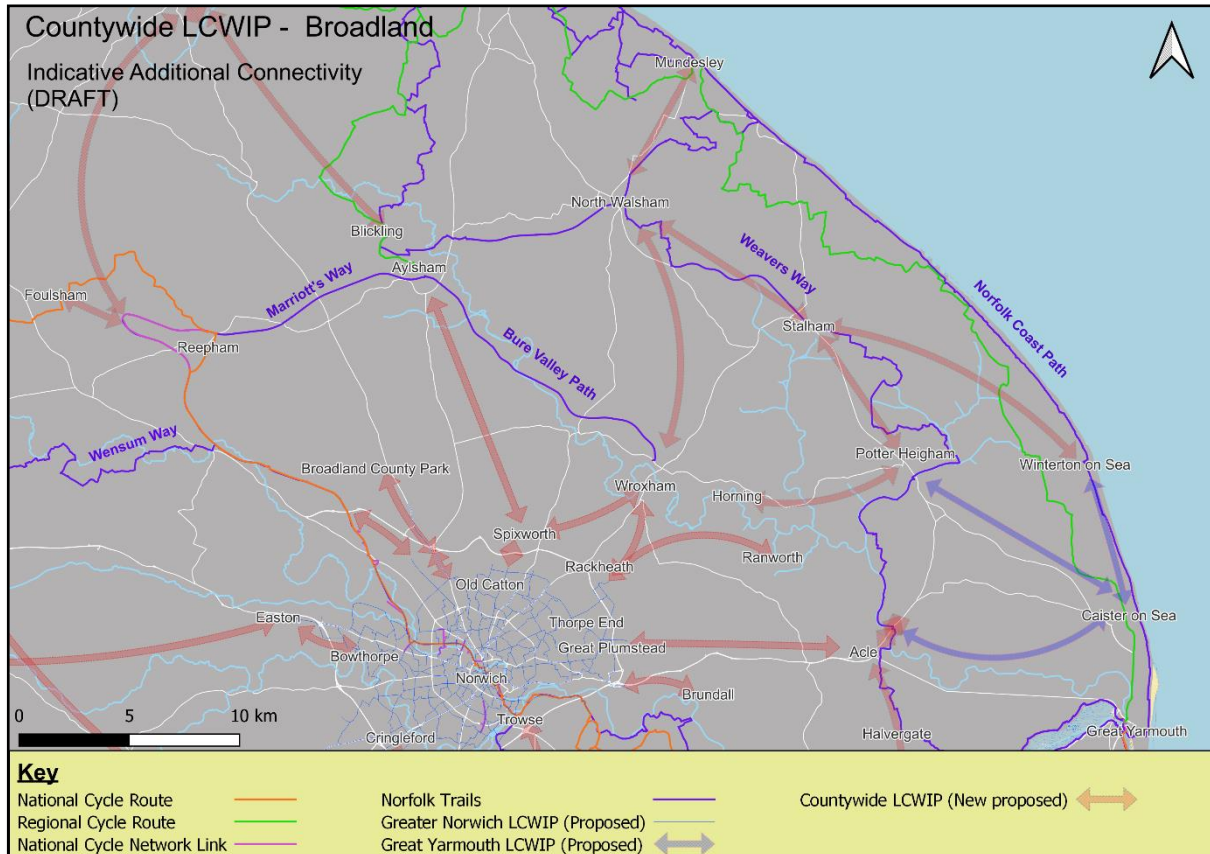 Countywide LCWIP - Broadland
Indicative Additional Connectivity
(DRAFT)
Mundesley
North Walsham
Blickling
Aylsham
Weavers Way
Norfolk Coast Path
Marriott's Way
Foulsham
Stalham
Reepham
Bure Valley Path
Wensum Way
Potter Heigham
Winterton on Sea
Broadland County Park
Wroxham
Horning
Spixworth
Ranworth
Rackheath
Old Catton
Easton
Thorpe End
Caister on Sea
Great Plumstead
Bowthorpe
Acle
Norwich
Brundall
Trowse
Cringleford
Halvergate
Great Yarmouth
0 5 10 km
Key
National Cycle Route
Regional Cycle Route
National Cycle Network Link
Norfolk Trails
Greater Norwich LCWIP (Proposed)
Great Yarmouth LCWIP (Proposed)
Countywide LCWIP (New proposed)